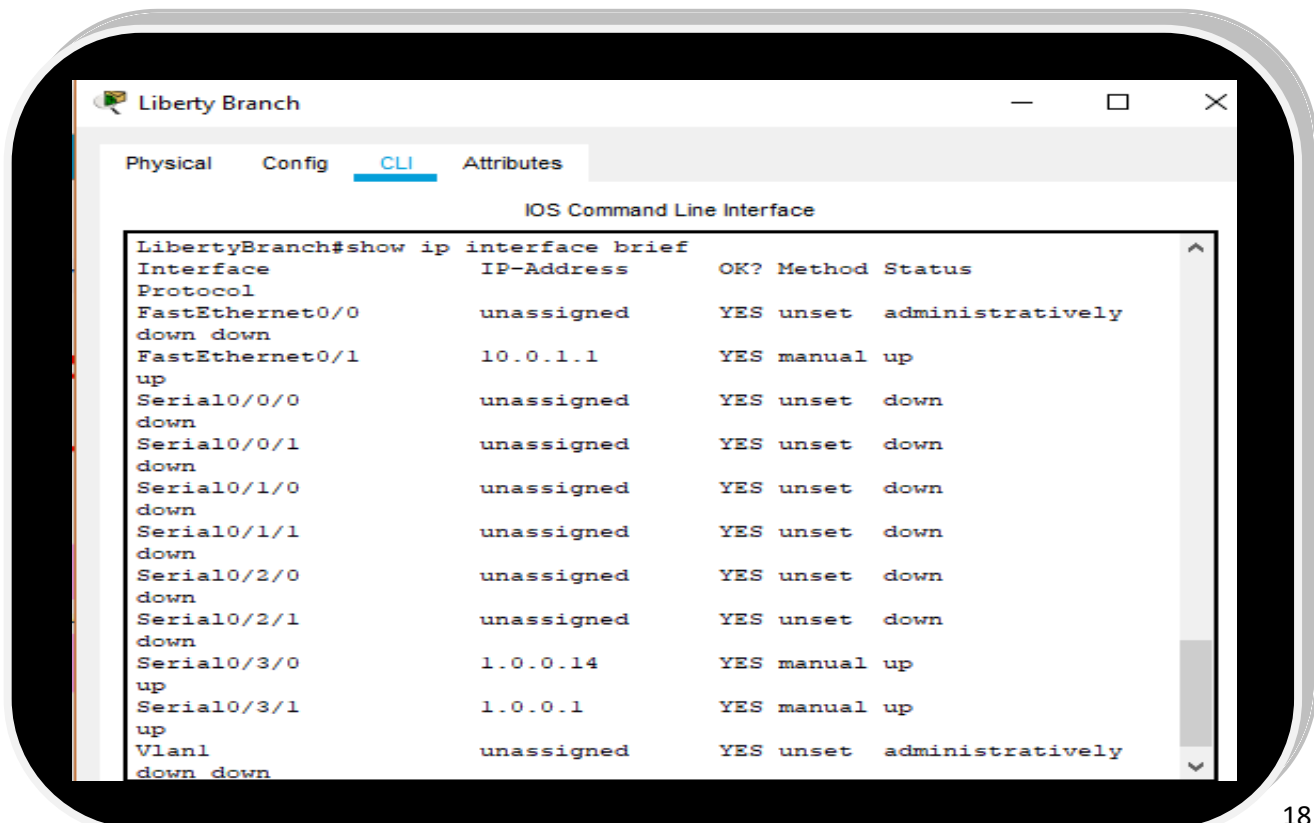 Liberty Branch
Physical Config CLI Attributes
IOS Command Line Interface
LibertyBranch#show ip interface brief
Interface IP-Address OK? Method Status
Protocol
FastEthernet0/0 unassigned YES unset administratively
down down
FastEthernet0/1 10.0.1.1 YES manual up
up
Serial0/0/0 unassigned YES unset down
down
Serial0/0/1 unassigned YES unset down
down
Serial0/1/0 unassigned YES unset down
down
Serial0/1/1 unassigned YES unset down
down
Serial0/2/0 unassigned YES unset down
down
Serial0/2/1 unassigned YES unset down
down
Serial0/3/0 1.0.0.14 YES manual up
up
Serial0/3/1 1.0.0.1 YES manual up
up
Vlan1 unassigned YES unset administratively
down down
18